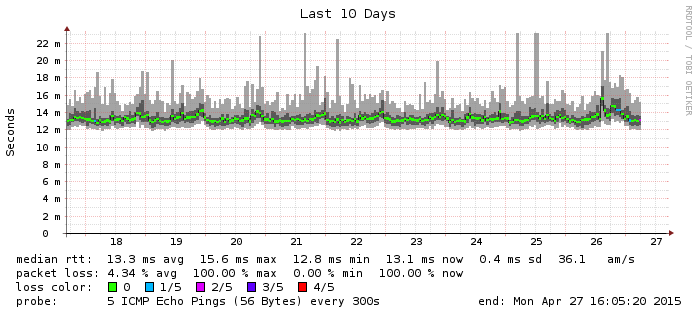 Last 10 Days
RRDTOOL / TOBI OETIKER
Seconds
22 m
20 m
18 m
16 m
14 m
12 m
10 m
8 m
6 m
4 m
2 m
0
18 19 20 21 22 23 24 25 26 27
median rtt: 13.3 ms avg 15.6 ms max 12.8 ms min 13.1 ms now 0.4 ms sd 36.1 am/s
packet loss: 4.34 % avg 100.00 % max 0.00 % min 100.00 % now
loss color: 0 1/5 2/5 3/5 4/5
probe: 5 ICMP Echo Pings (56 Bytes) every 300s end: Mon Apr 27 16:05:20 2015